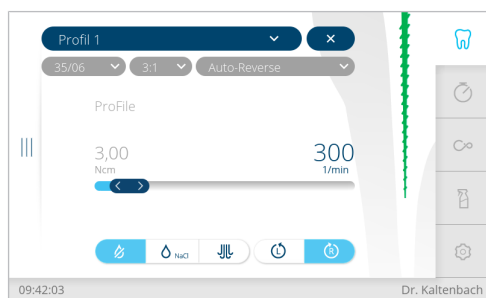 Profil 1
35/06 3:1 Auto-Reverse
ProFile
3,00 300
Ncm 1/min
NaCl L R
09:42:03 Dr. Kaltenbach